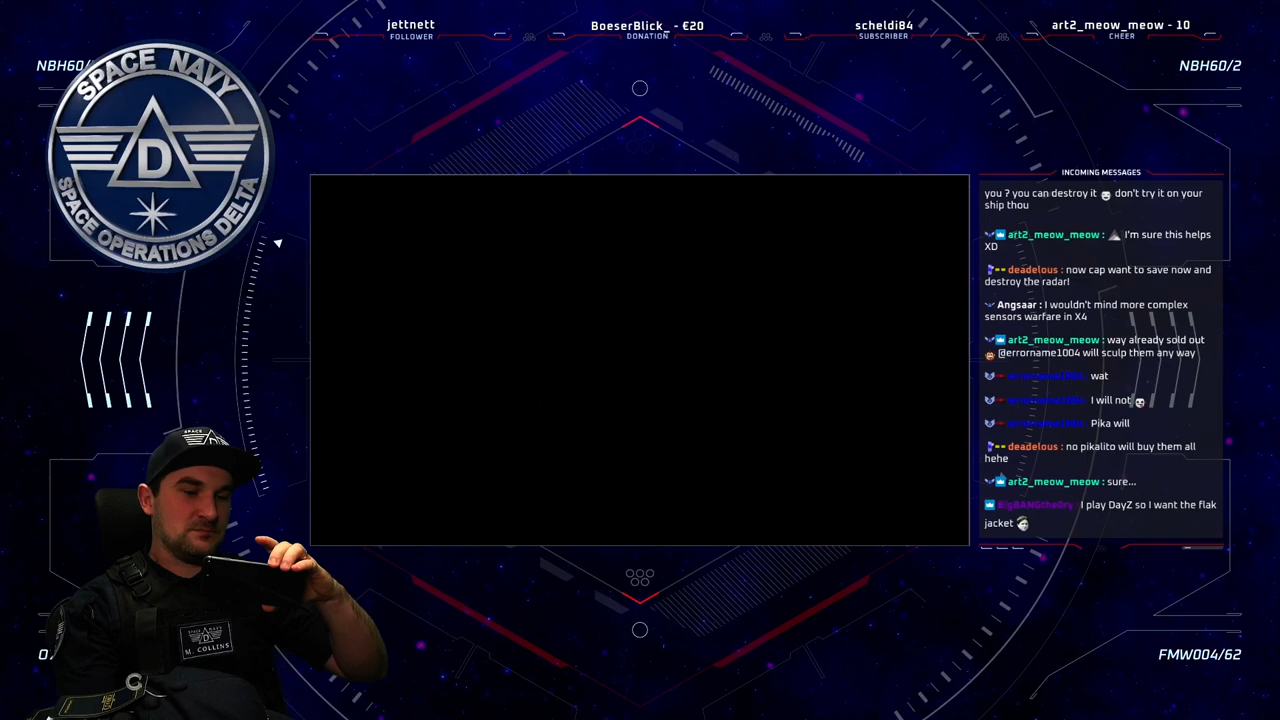 jettnett
FOLLOWER
BoeserBlick_ - €20
DONATION
scheldi84
SUBSCRIBER
art2_meow_meow - 10
CHEER
NBH60/
NBH60/2
SPACE NAVY
D
SPACE OPERATIONS DELTA
INCOMING MESSAGES
you ? you can destroy it don't try it on your
ship thou
art2_meow_meow : I'm sure this helps
XD
deadelous : now cap want to save now and
destroy the radar!
Angsaar : I wouldn't mind more complex
sensors warfare in X4
art2_meow_meow : way already sold out
@errorname1004 will sculp them any way
wat
I will not
Pika will
deadelous : no pikalito will buy them all
hehe
art2_meow_meow : sure...
BigBANGthe0ry I play DayZ so I want the flak
jacket
SPACE NAVY
M. COLLINS
FMW004/62